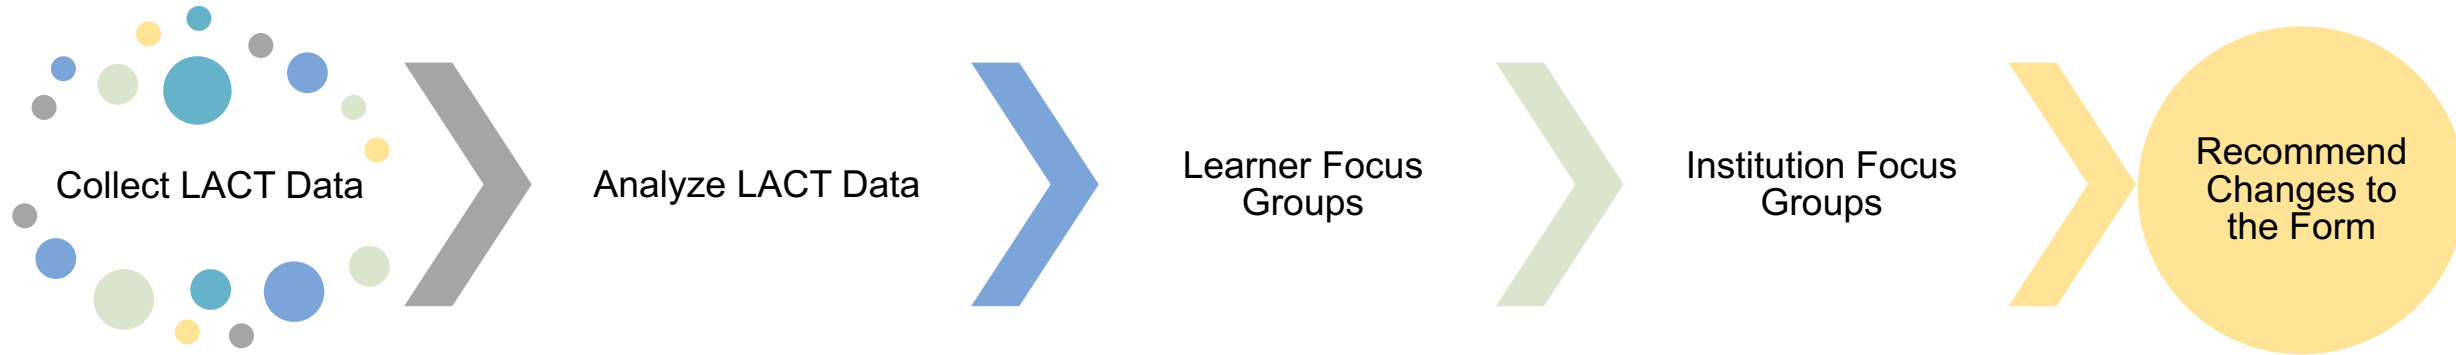 Collect LACT Data
Analyze LACT Data
Learner Focus
Groups
Institution Focus
Groups
Recommend
Changes to
the Form